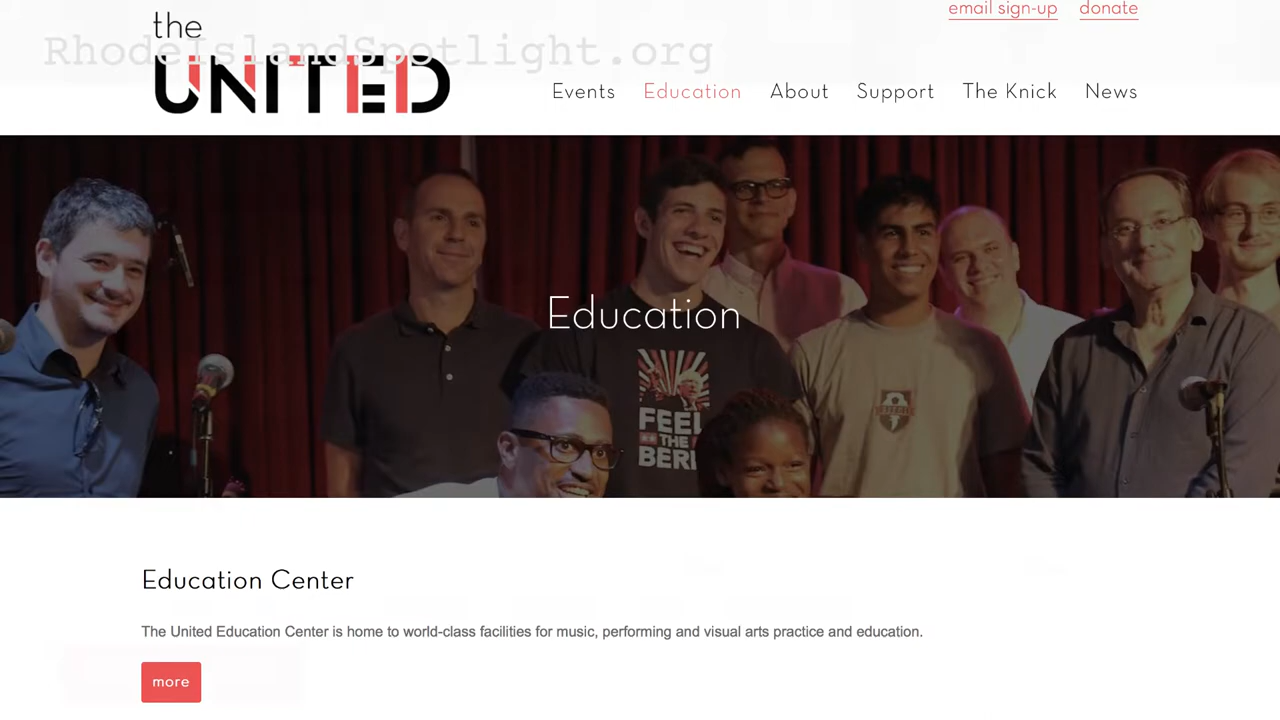 email sign-up donate
the
RhodeIslandSpotlight.org
UNITED
Events Education About Support The Knick News
Education
FEEL
THE
BERN
Education Center
The United Education Center is home to world-class facilities for music, performing and visual arts practice and education.
more